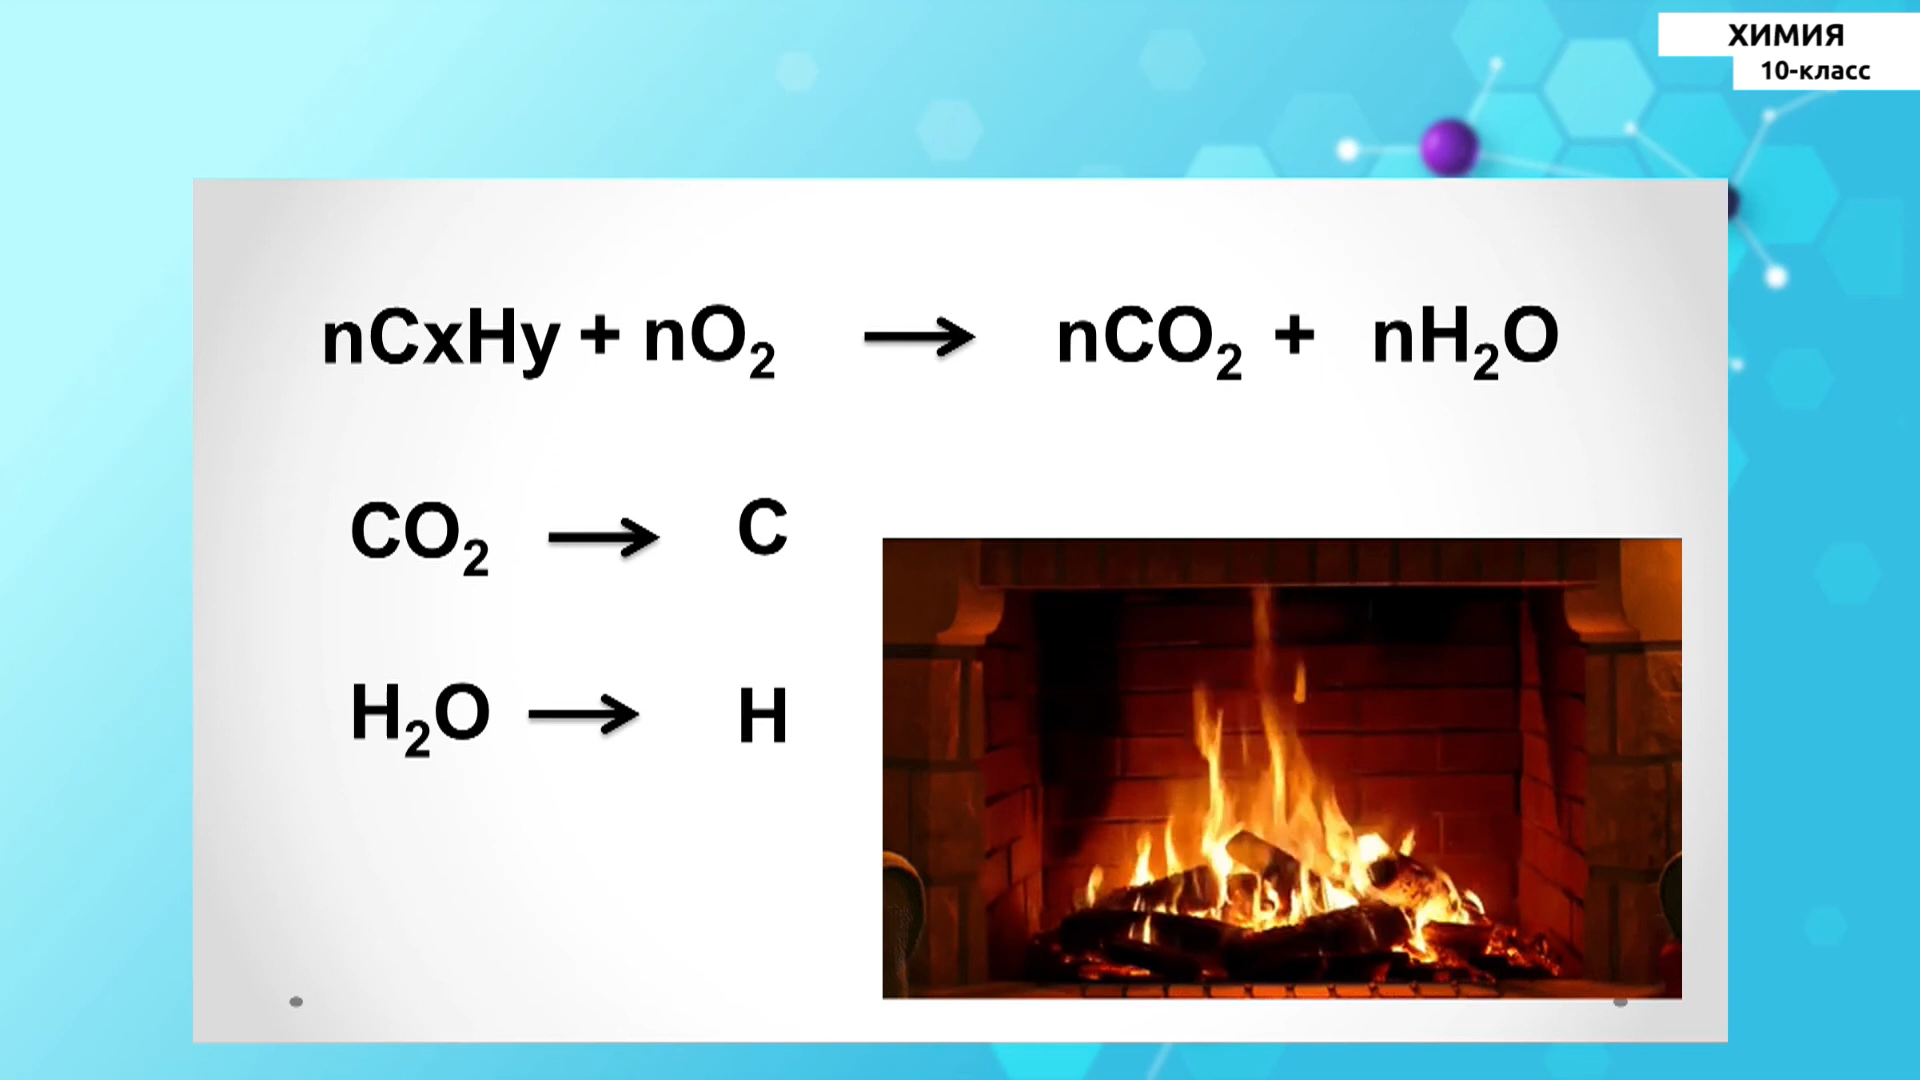 ХИМИЯ
10-класс
nCxHy + nO₂ → nCO₂ + nH₂O
CO₂ → C
H₂O → H